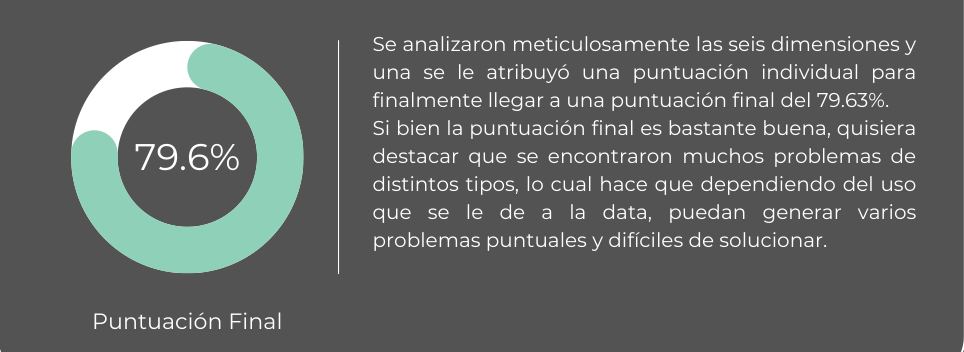 79.6%
Puntuación Final
Se analizaron meticulosamente las seis dimensiones y
una se le atribuyó una puntuación individual para
finalmente llegar a una puntuación final del 79.63%.
Si bien la puntuación final es bastante buena, quisiera
destacar que se encontraron muchos problemas de
distintos tipos, lo cual hace que dependiendo del uso
que se le de a la data, puedan generar varios
problemas puntuales y difíciles de solucionar.